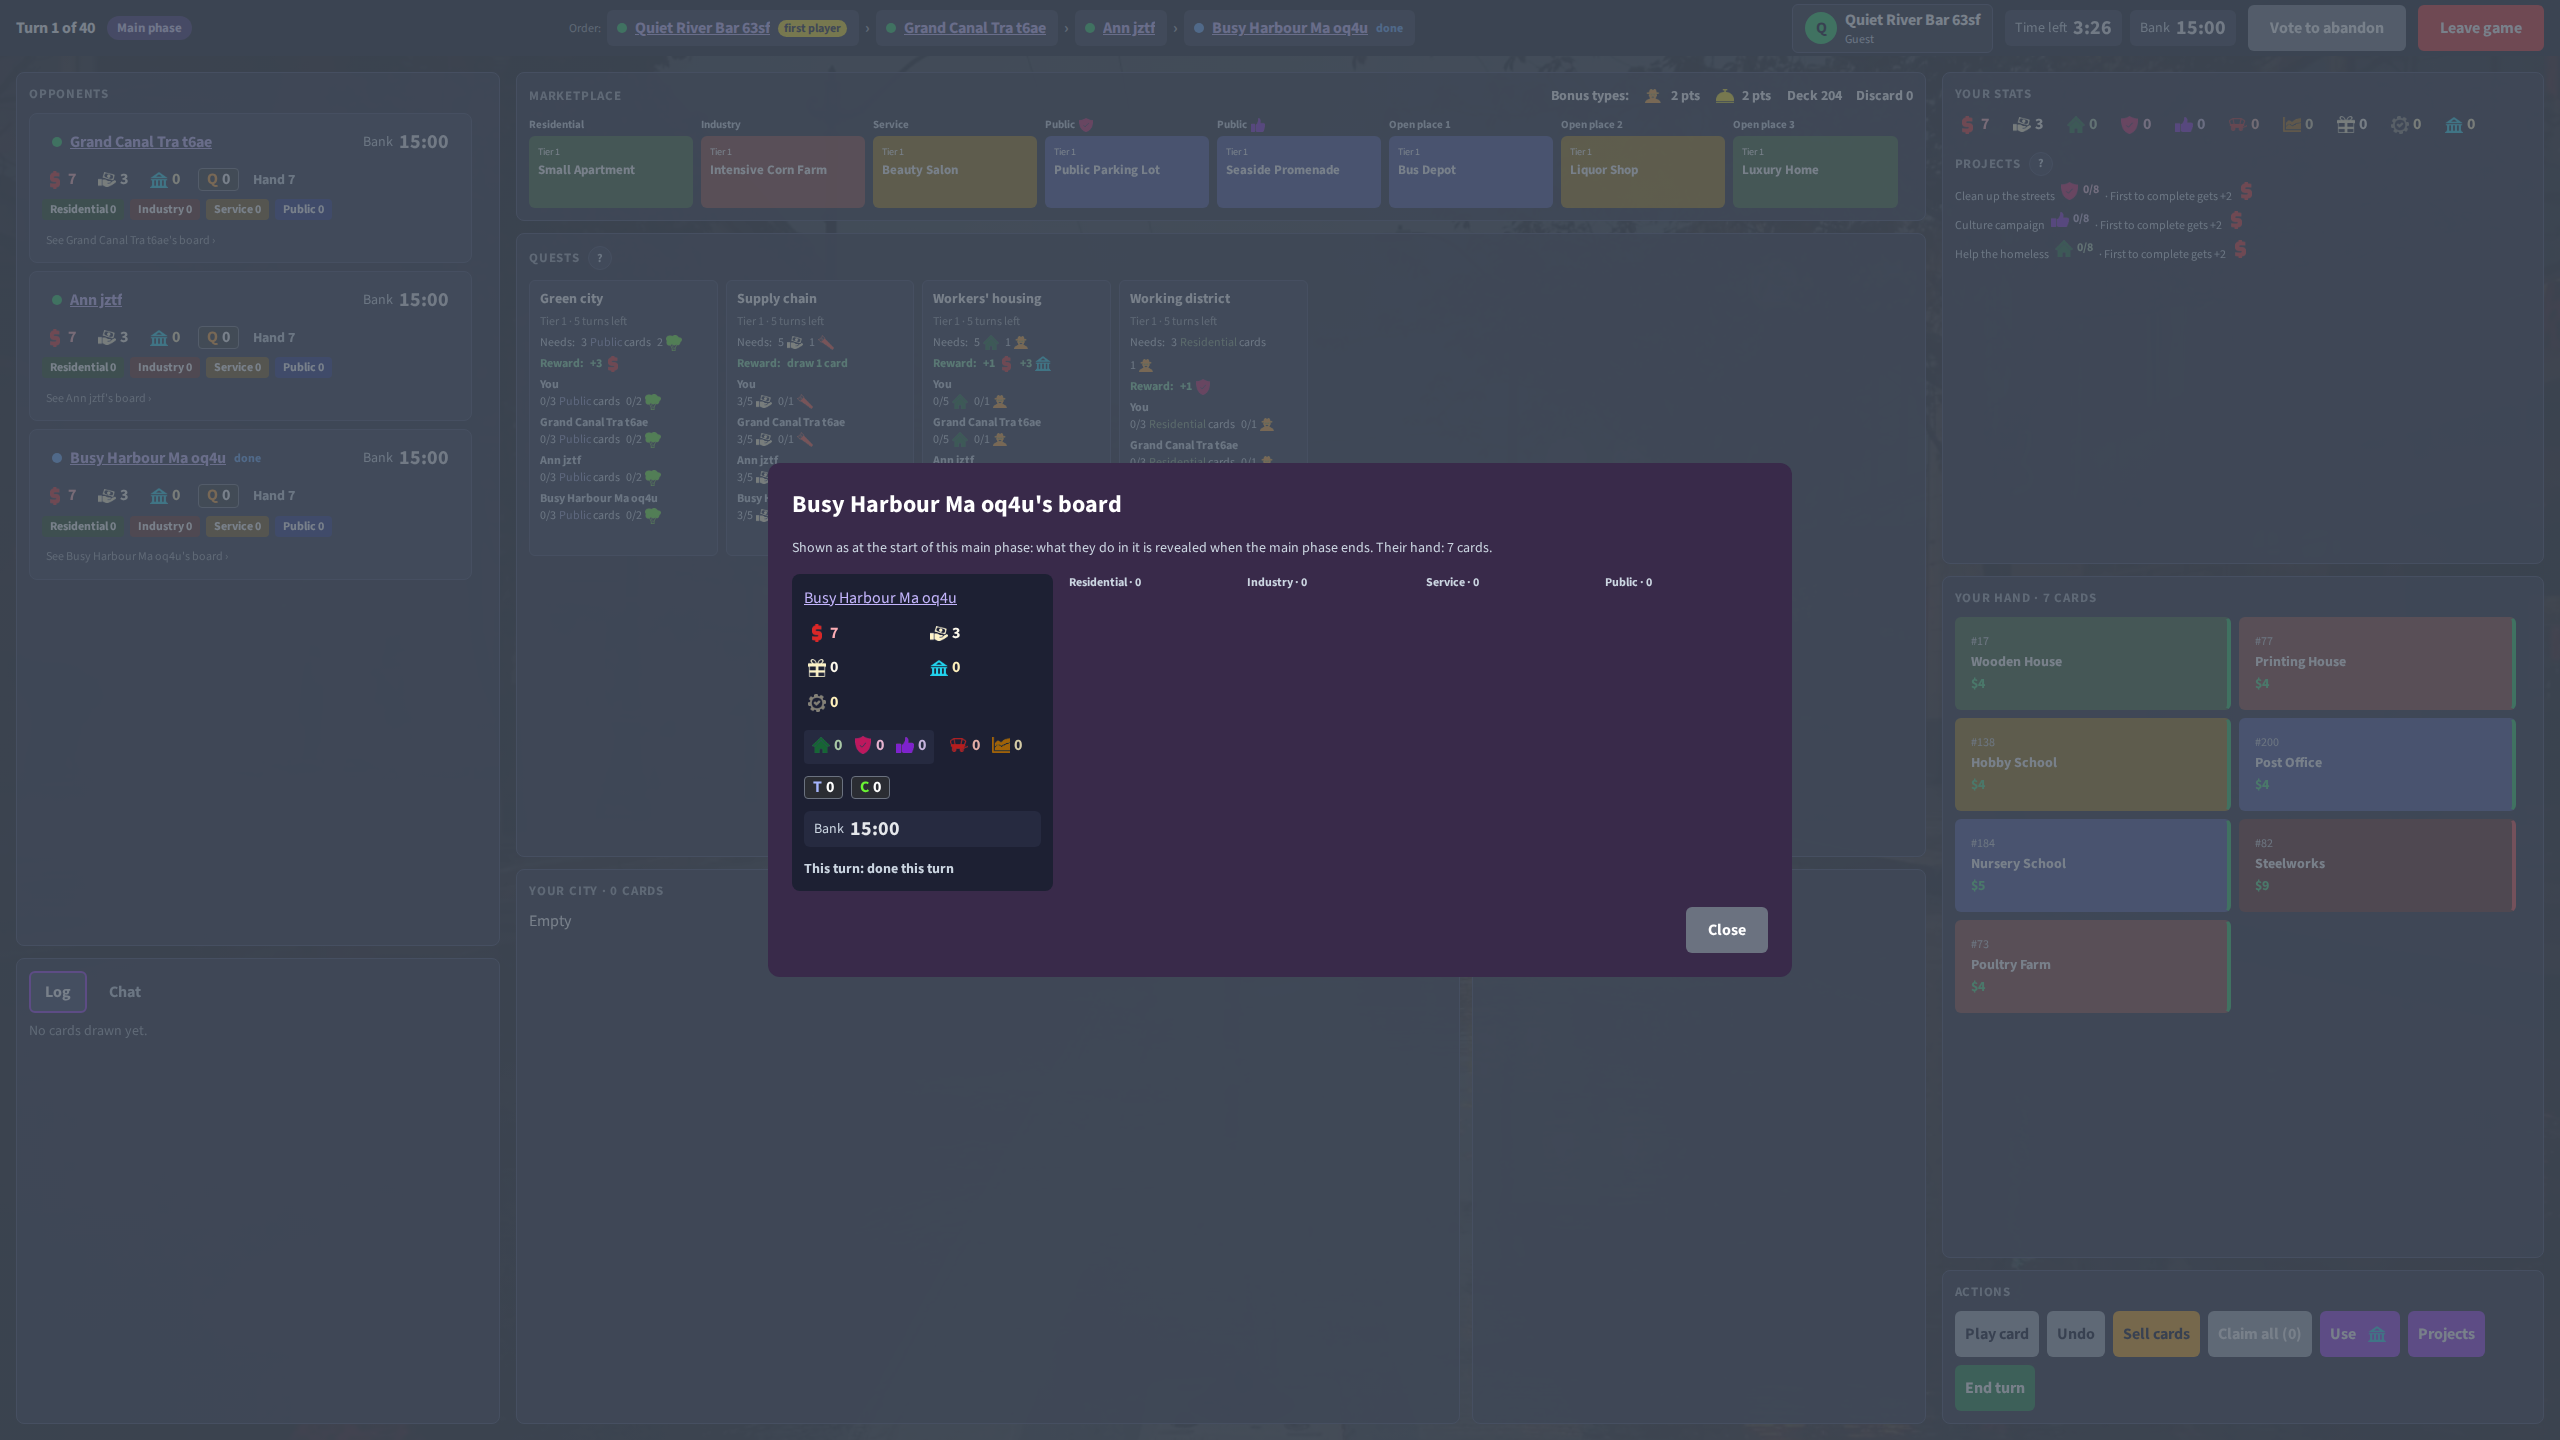 Turn 1 of 40 Main phase
Order: Quiet River Bar 63sf first player › Grand Canal Tra t6ae › Ann jztf › Busy Harbour Ma oq4u done
Q Quiet River Bar 63sf
Guest
Time left 3:26 Bank 15:00 Vote to abandon Leave game
OPPONENTS
Grand Canal Tra t6ae Bank 15:00
7 3 0 Q 0 Hand 7
Residential 0 Industry 0 Service 0 Public 0
See Grand Canal Tra t6ae's board ›
Ann jztf Bank 15:00
7 3 0 Q 0 Hand 7
Residential 0 Industry 0 Service 0 Public 0
See Ann jztf's board ›
Busy Harbour Ma oq4u done Bank 15:00
7 3 0 Q 0 Hand 7
Residential 0 Industry 0 Service 0 Public 0
See Busy Harbour Ma oq4u's board ›
Log Chat
No cards drawn yet.
MARKETPLACE
Bonus types: 2 pts 2 pts Deck 204 Discard 0
Residential Industry Service Public Public Open place 1 Open place 2 Open place 3
Tier 1 Tier 1 Tier 1 Tier 1 Tier 1 Tier 1 Tier 1 Tier 1
Small Apartment Intensive Corn Farm Beauty Salon Public Parking Lot Seaside Promenade Bus Depot Liquor Shop Luxury Home
QUESTS ?
Green city
Tier 1 · 5 turns left
Needs: 3 Public cards 2
Reward: +3 $
You
0/3 Public cards 0/2
Grand Canal Tra t6ae
0/3 Public cards 0/2
Ann jztf
0/3 Public cards 0/2
Busy Harbour Ma oq4u
0/3 Public cards 0/2
Supply chain
Tier 1 · 5 turns left
Needs: 5 1
Reward: draw 1 card
You
3/5 0/1
Grand Canal Tra t6ae
3/5 0/1
Ann jztf
3/5
Busy H
3/5
Workers' housing
Tier 1 · 5 turns left
Needs: 5 1
Reward: +1 $ +3
You
0/5 0/1
Grand Canal Tra t6ae
0/5 0/1
Ann jztf
Working district
Tier 1 · 5 turns left
Needs: 3 Residential cards
1
Reward: +1
You
0/3 Residential cards 0/1
Grand Canal Tra t6ae
0/3 Residential cards 0/1
Busy Harbour Ma oq4u's board
Shown as at the start of this main phase: what they do in it is revealed when the main phase ends. Their hand: 7 cards.
Busy Harbour Ma oq4u
$ 7 3
0 0
0
0 0 0 0 0
T 0 C 0
Bank 15:00
This turn: done this turn
Residential · 0 Industry · 0 Service · 0 Public · 0
Close
YOUR CITY · 0 CARDS
Empty
YOUR STATS
$ 7 3 0 0 0 0 0 0 0 0
PROJECTS ?
Clean up the streets 0/8 · First to complete gets +2 $
Culture campaign 0/8 · First to complete gets +2 $
Help the homeless 0/8 · First to complete gets +2 $
YOUR HAND · 7 CARDS
#17
Wooden House
$4
#77
Printing House
$4
#138
Hobby School
$4
#200
Post Office
$4
#184
Nursery School
$5
#82
Steelworks
$9
#73
Poultry Farm
$4
ACTIONS
Play card Undo Sell cards Claim all (0) Use Projects
End turn